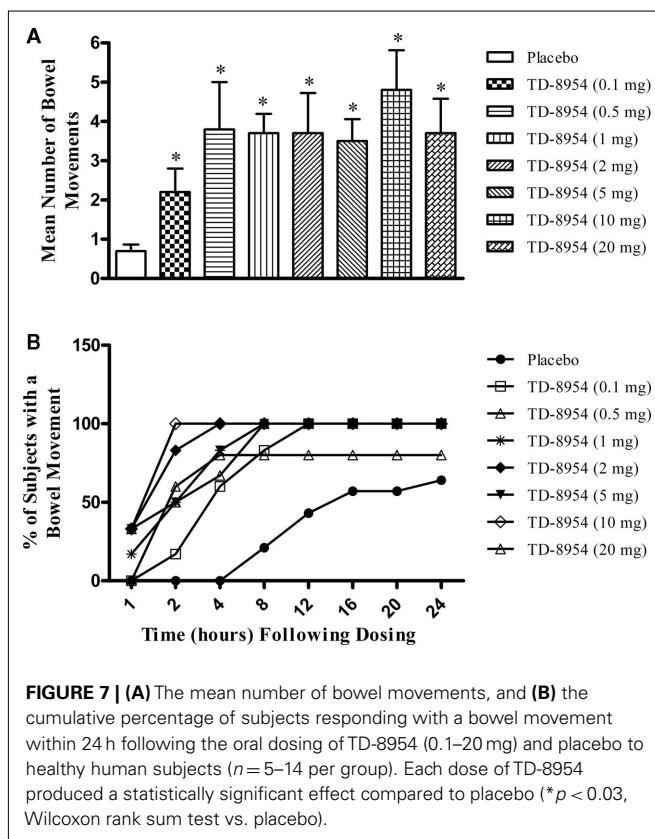 A
Mean Number of Bowel
Movements
6
5
4
3
2
1
0
*
*
*
*
*
*
*
Placebo
TD-8954 (0.1 mg)
TD-8954 (0.5 mg)
TD-8954 (1 mg)
TD-8954 (2 mg)
TD-8954 (5 mg)
TD-8954 (10 mg)
TD-8954 (20 mg)
B
% of Subjects with a
Bowel Movement
150
100
50
0
1 2 4 8 12 16 20 24
Time (hours) Following Dosing
Placebo
TD-8954 (0.1 mg)
TD-8954 (0.5 mg)
TD-8954 (1 mg)
TD-8954 (2 mg)
TD-8954 (5 mg)
TD-8954 (10 mg)
TD-8954 (20 mg)
FIGURE 7 | (A) The mean number of bowel movements, and (B) the
cumulative percentage of subjects responding with a bowel movement
within 24 h following the oral dosing of TD-8954 (0.1–20 mg) and placebo to
healthy human subjects (n = 5–14 per group). Each dose of TD-8954
produced a statistically significant effect compared to placebo (*p < 0.03,
Wilcoxon rank sum test vs. placebo).